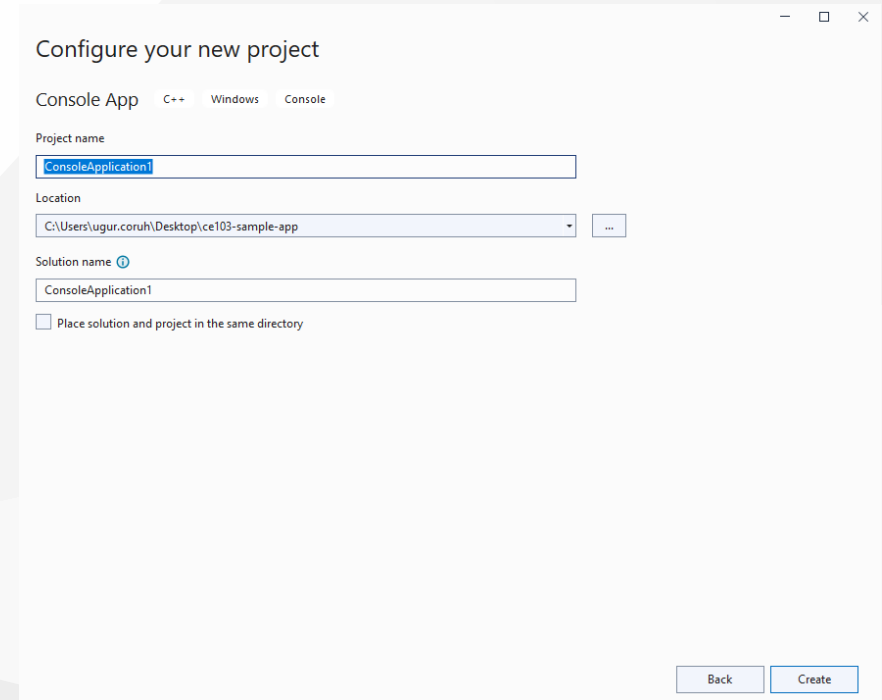 Configure your new project
Console App C++ Windows Console
Project name
ConsoleApplication1
Location
C:\Users\ugur.coruh\Desktop\ce103-sample-app ...
Solution name
ConsoleApplication1
Place solution and project in the same directory
Back Create